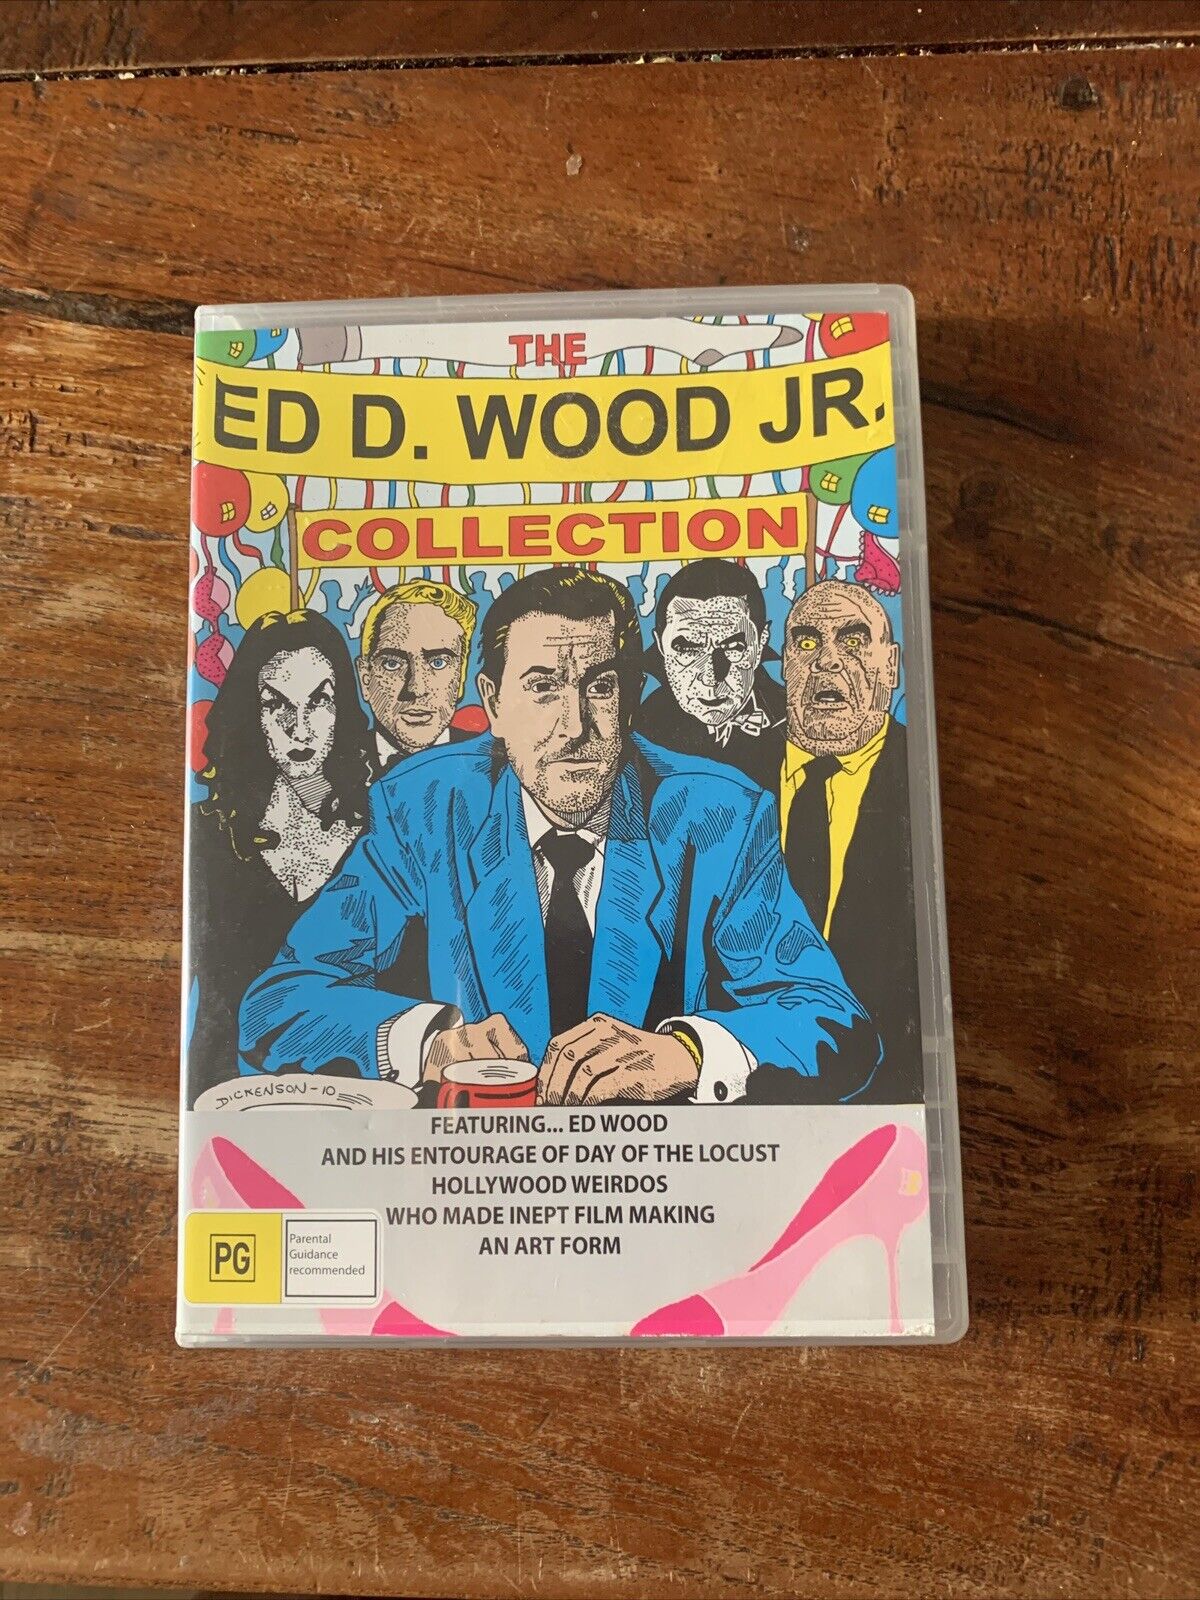 THE
ED D. WOOD JR.
COLLECTION
DICKENSON-10
FEATURING... ED WOOD
AND HIS ENTOURAGE OF DAY OF THE LOCUST
HOLLYWOOD WEIRDOS
WHO MADE INEPT FILM MAKING
AN ART FORM
PG
Parental
Guidance
recommended